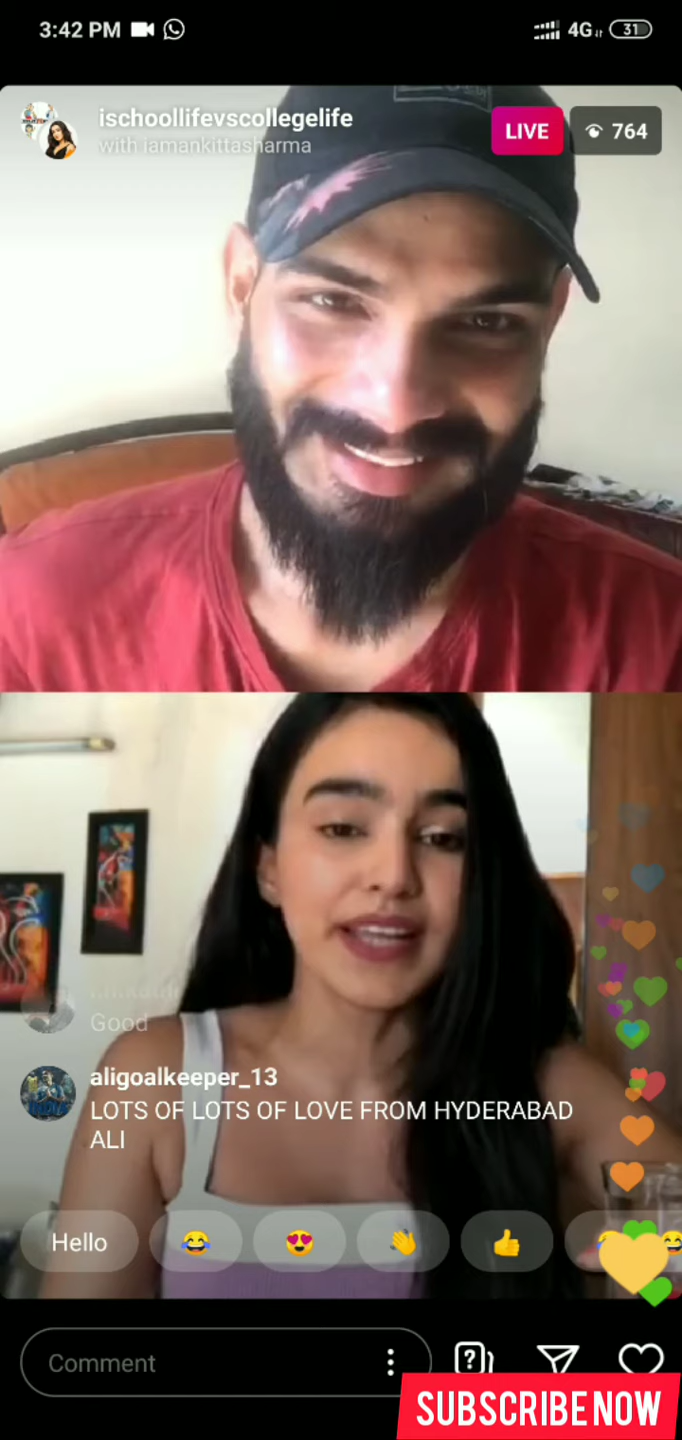 3:42 PM
4G
31
ischoollifevscollegelife
with iamankittasharma
LIVE
764
Good
aligoalkeeper_13
LOTS OF LOTS OF LOVE FROM HYDERABAD
ALI
Hello
Comment
SUBSCRIBE NOW